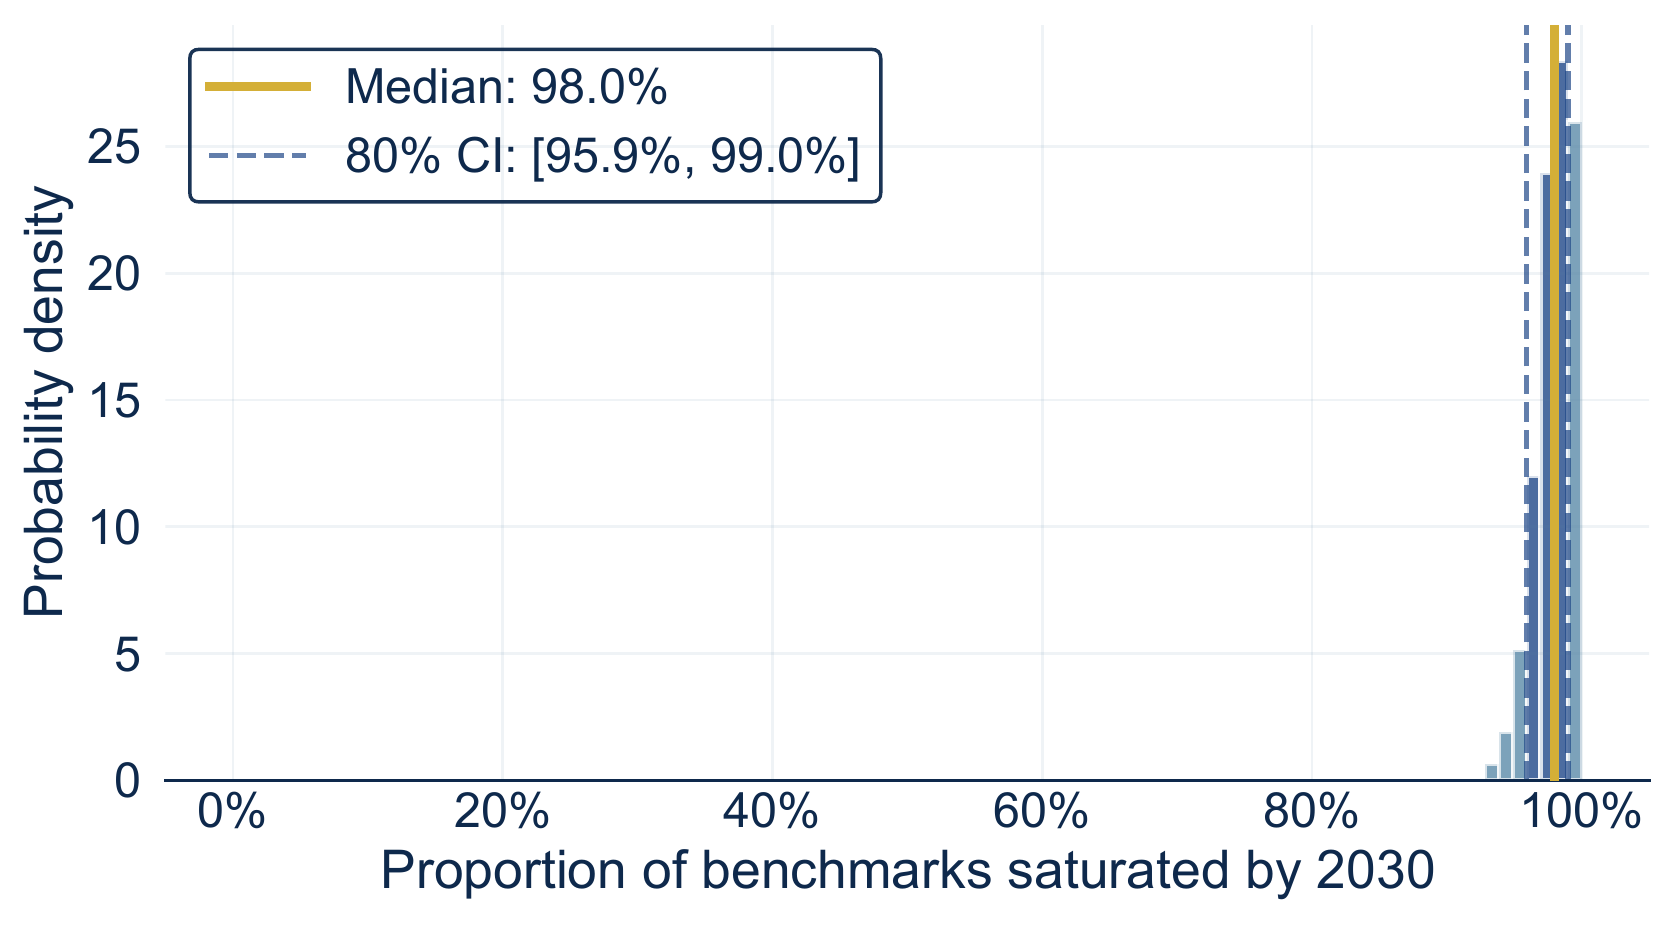 Median: 98.0%
80% CI: [95.9%, 99.0%]
Probability density
25
20
15
10
5
0
0% 20% 40% 60% 80% 100%
Proportion of benchmarks saturated by 2030